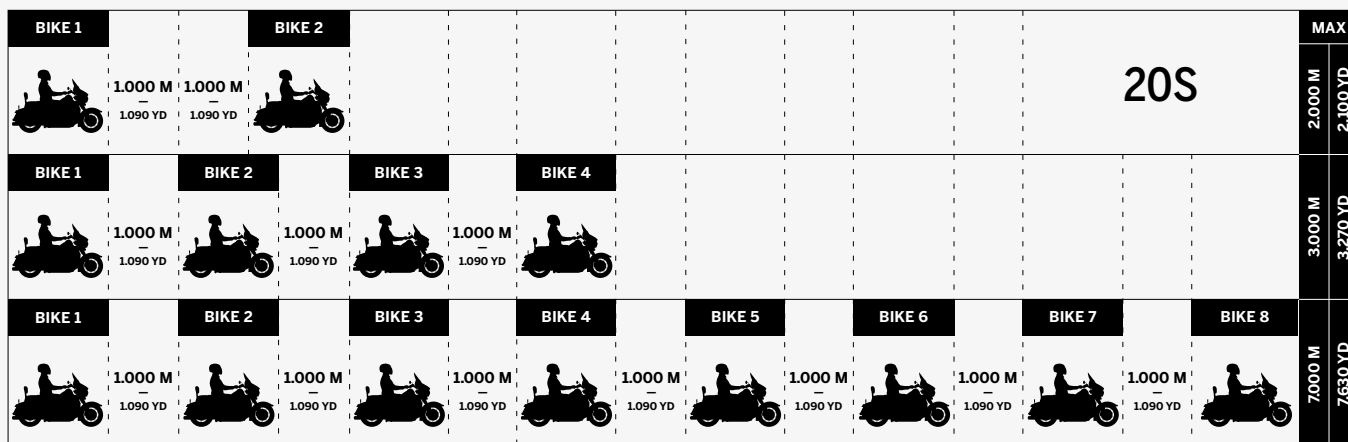 BIKE 1
BIKE 2
MAX
1.000 M
–
1.090 YD
1.000 M
–
1.090 YD
20S
2.000 M
2.100 YD
BIKE 1
BIKE 2
BIKE 3
BIKE 4
1.000 M
–
1.090 YD
1.000 M
–
1.090 YD
1.000 M
–
1.090 YD
3.000 M
3.270 YD
BIKE 1
BIKE 2
BIKE 3
BIKE 4
BIKE 5
BIKE 6
BIKE 7
BIKE 8
1.000 M
–
1.090 YD
1.000 M
–
1.090 YD
1.000 M
–
1.090 YD
1.000 M
–
1.090 YD
1.000 M
–
1.090 YD
1.000 M
–
1.090 YD
1.000 M
–
1.090 YD
7.000 M
7.630 YD